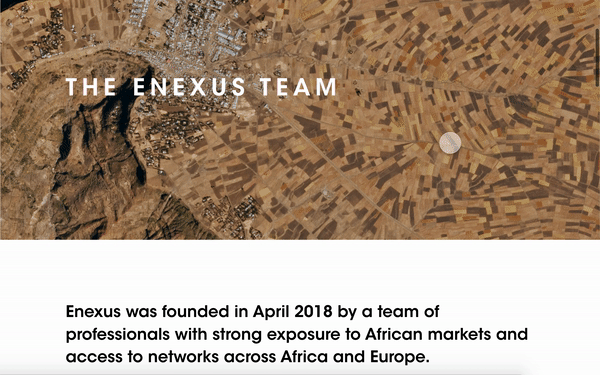 THE ENEXUS TEAM
Enexus was founded in April 2018 by a team of
professionals with strong exposure to African markets and
access to networks across Africa and Europe.